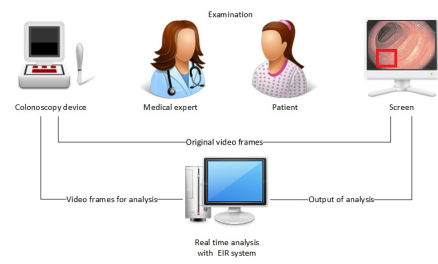 Examination
Colonoscopy device
Medical expert
Patient
Screen
Original video frames
Video frames for analysis
Output of analysis
Real time analysis
with EIR system